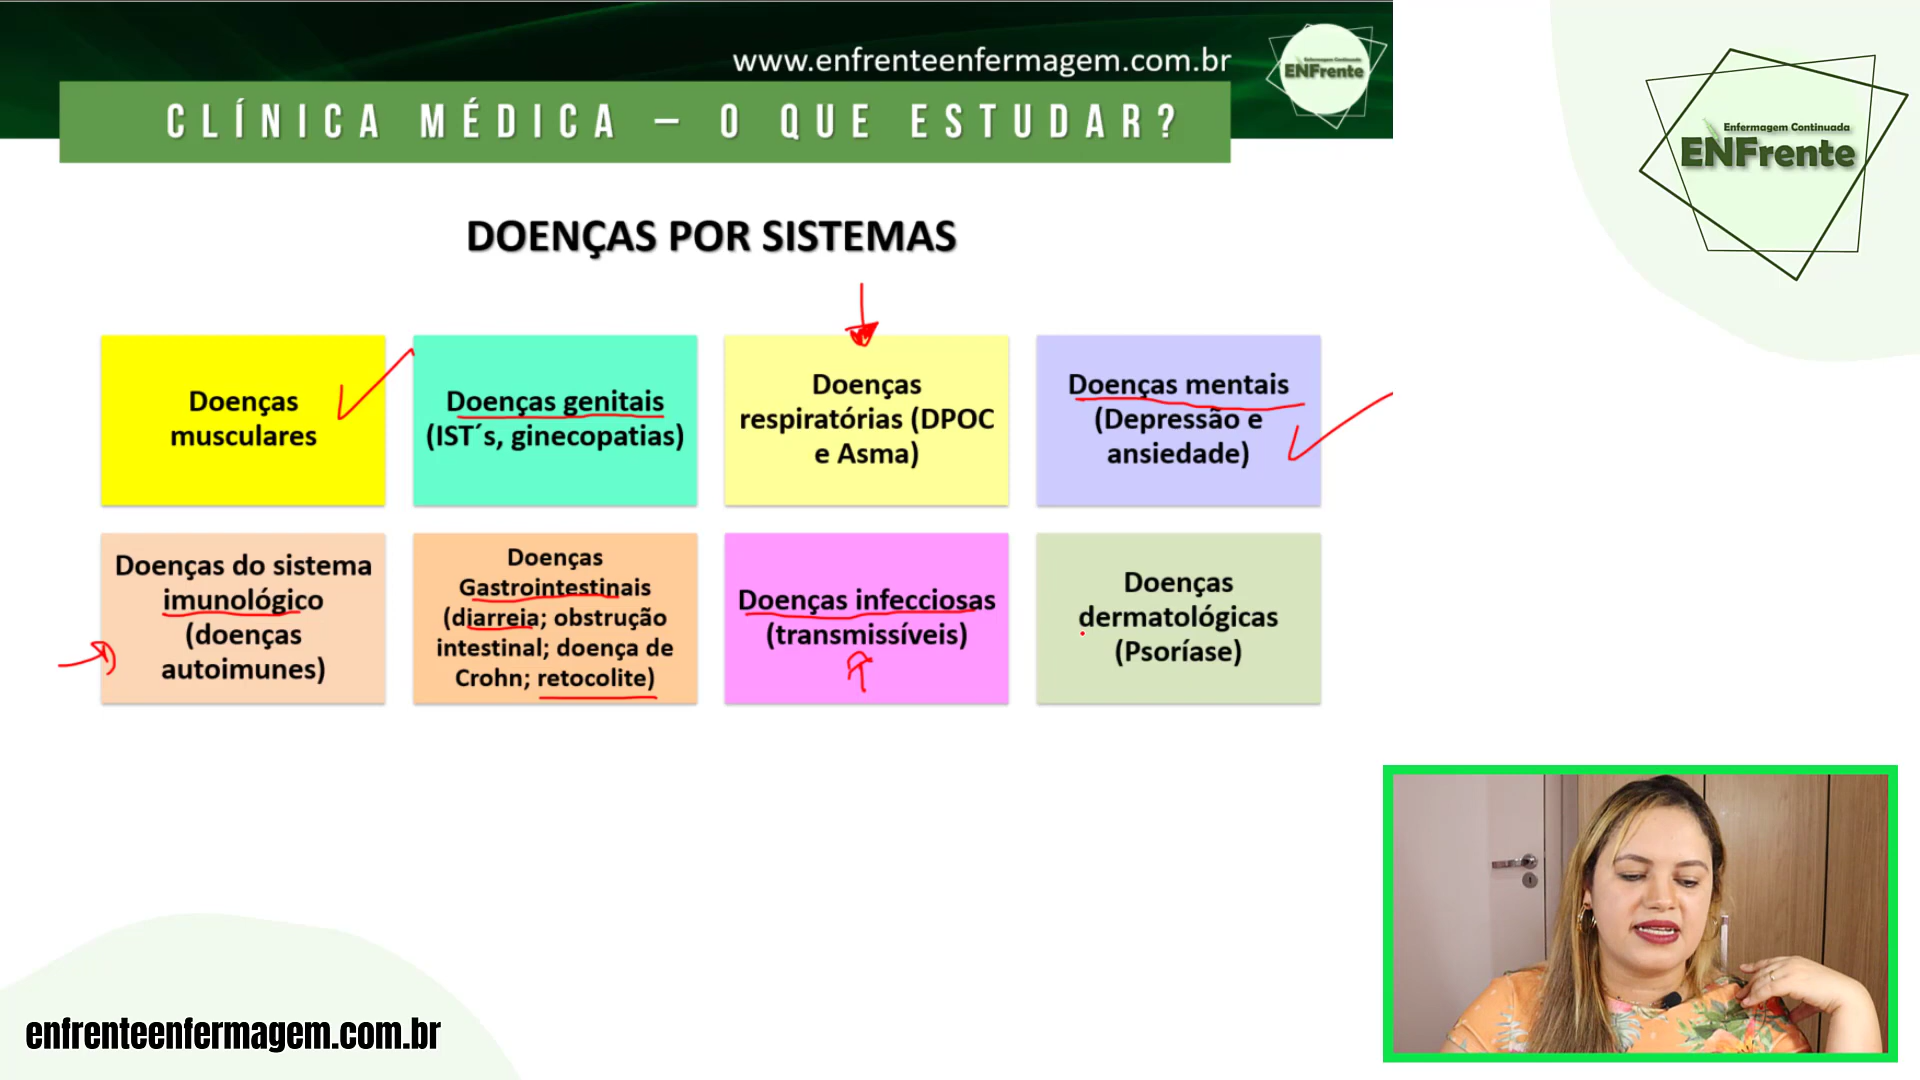 www.enfrenteenfermagem.com.br
Enfermagem Continuada
ENFrente
CLÍNICA MÉDICA – O QUE ESTUDAR?
Enfermagem Continuada
ENFrente
DOENÇAS POR SISTEMAS
Doenças
musculares
Doenças genitais
(IST´s, ginecopatias)
Doenças
respiratórias (DPOC
e Asma)
Doenças mentais
(Depressão e
ansiedade)
Doenças do sistema
imunológico
(doenças
autoimunes)
Doenças
Gastrointestinais
(diarreia; obstrução
intestinal; doença de
Crohn; retocolite)
Doenças infecciosas
(transmissíveis)
Doenças
dermatológicas
(Psoríase)
enfrenteenfermagem.com.br